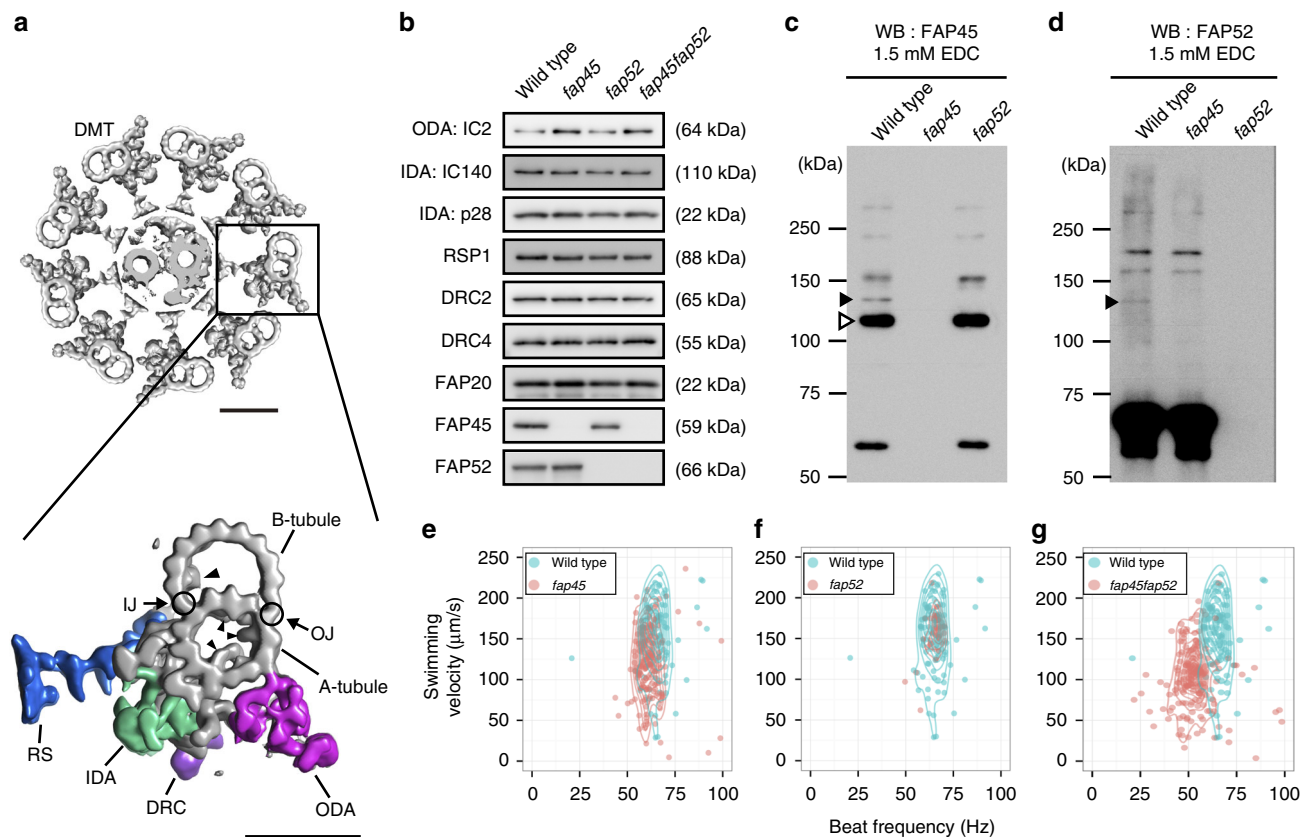 a
DMT
B-tubule
IJ
OJ
A-tubule
RS
IDA
DRC
ODA
b
Wild type
fap45
fap52
fap45fap52
ODA: IC2
(64 kDa)
IDA: IC140
(110 kDa)
IDA: p28
(22 kDa)
RSP1
(88 kDa)
DRC2
(65 kDa)
DRC4
(55 kDa)
FAP20
(22 kDa)
FAP45
(59 kDa)
FAP52
(66 kDa)
c
WB : FAP45
1.5 mM EDC
Wild type
fap45
fap52
(kDa)
250
150
100
75
50
d
WB : FAP52
1.5 mM EDC
Wild type
fap45
fap52
(kDa)
250
150
100
75
50
e
Wild type
fap45
250
200
150
100
50
0
Swimming
velocity (μm/s)
0 25 50 75 100
f
Wild type
fap52
250
200
150
100
50
0
0 25 50 75 100
Beat frequency (Hz)
g
Wild type
fap45fap52
250
200
150
100
50
0
0 25 50 75 100